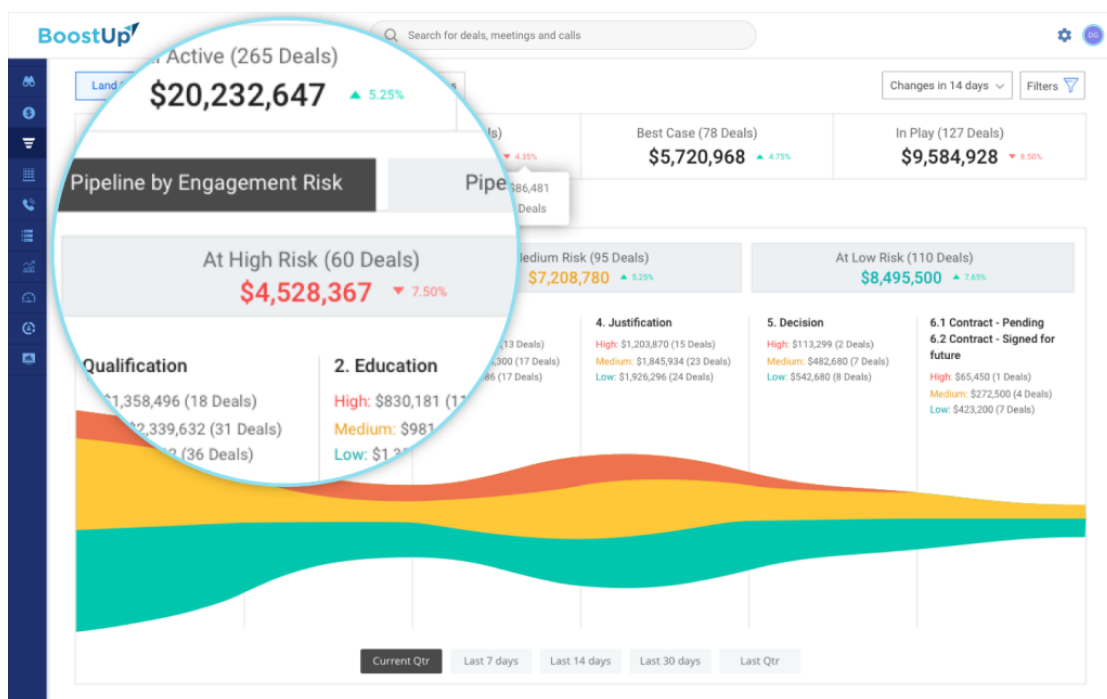 BoostUp
Search for deals, meetings and calls
DG
Active (265 Deals)
$20,232,647 ▲ 5.25%
Land
Changes in 14 days
Filters
▼ 4.35%
Best Case (78 Deals)
$5,720,968 ▲ 4.75%
In Play (127 Deals)
$9,584,928 ▼ 8.50%
$86,481
Deals
Pipeline by Engagement Risk
At High Risk (60 Deals)
$4,528,367 ▼ 7.50%
Risk (95 Deals)
$7,208,780 ▲ 5.25%
At Low Risk (110 Deals)
$8,495,500 ▲ 7.65%
Qualification
$1,358,496 (18 Deals)
$2,339,632 (31 Deals)
(36 Deals)
2. Education
High: $830,181
Medium: $981
Low:
(13 Deals)
(17 Deals)
(17 Deals)
4. Justification
High: $1,203,870 (15 Deals)
Medium: $1,845,934 (23 Deals)
Low: $1,926,296 (24 Deals)
5. Decision
High: $113,299 (2 Deals)
Medium: $482,680 (7 Deals)
Low: $542,680 (8 Deals)
6.1 Contract - Pending
6.2 Contract - Signed for
future
High: $65,450 (1 Deals)
Medium: $272,500 (4 Deals)
Low: $423,200 (7 Deals)
Current Qtr
Last 7 days
Last 14 days
Last 30 days
Last Qtr